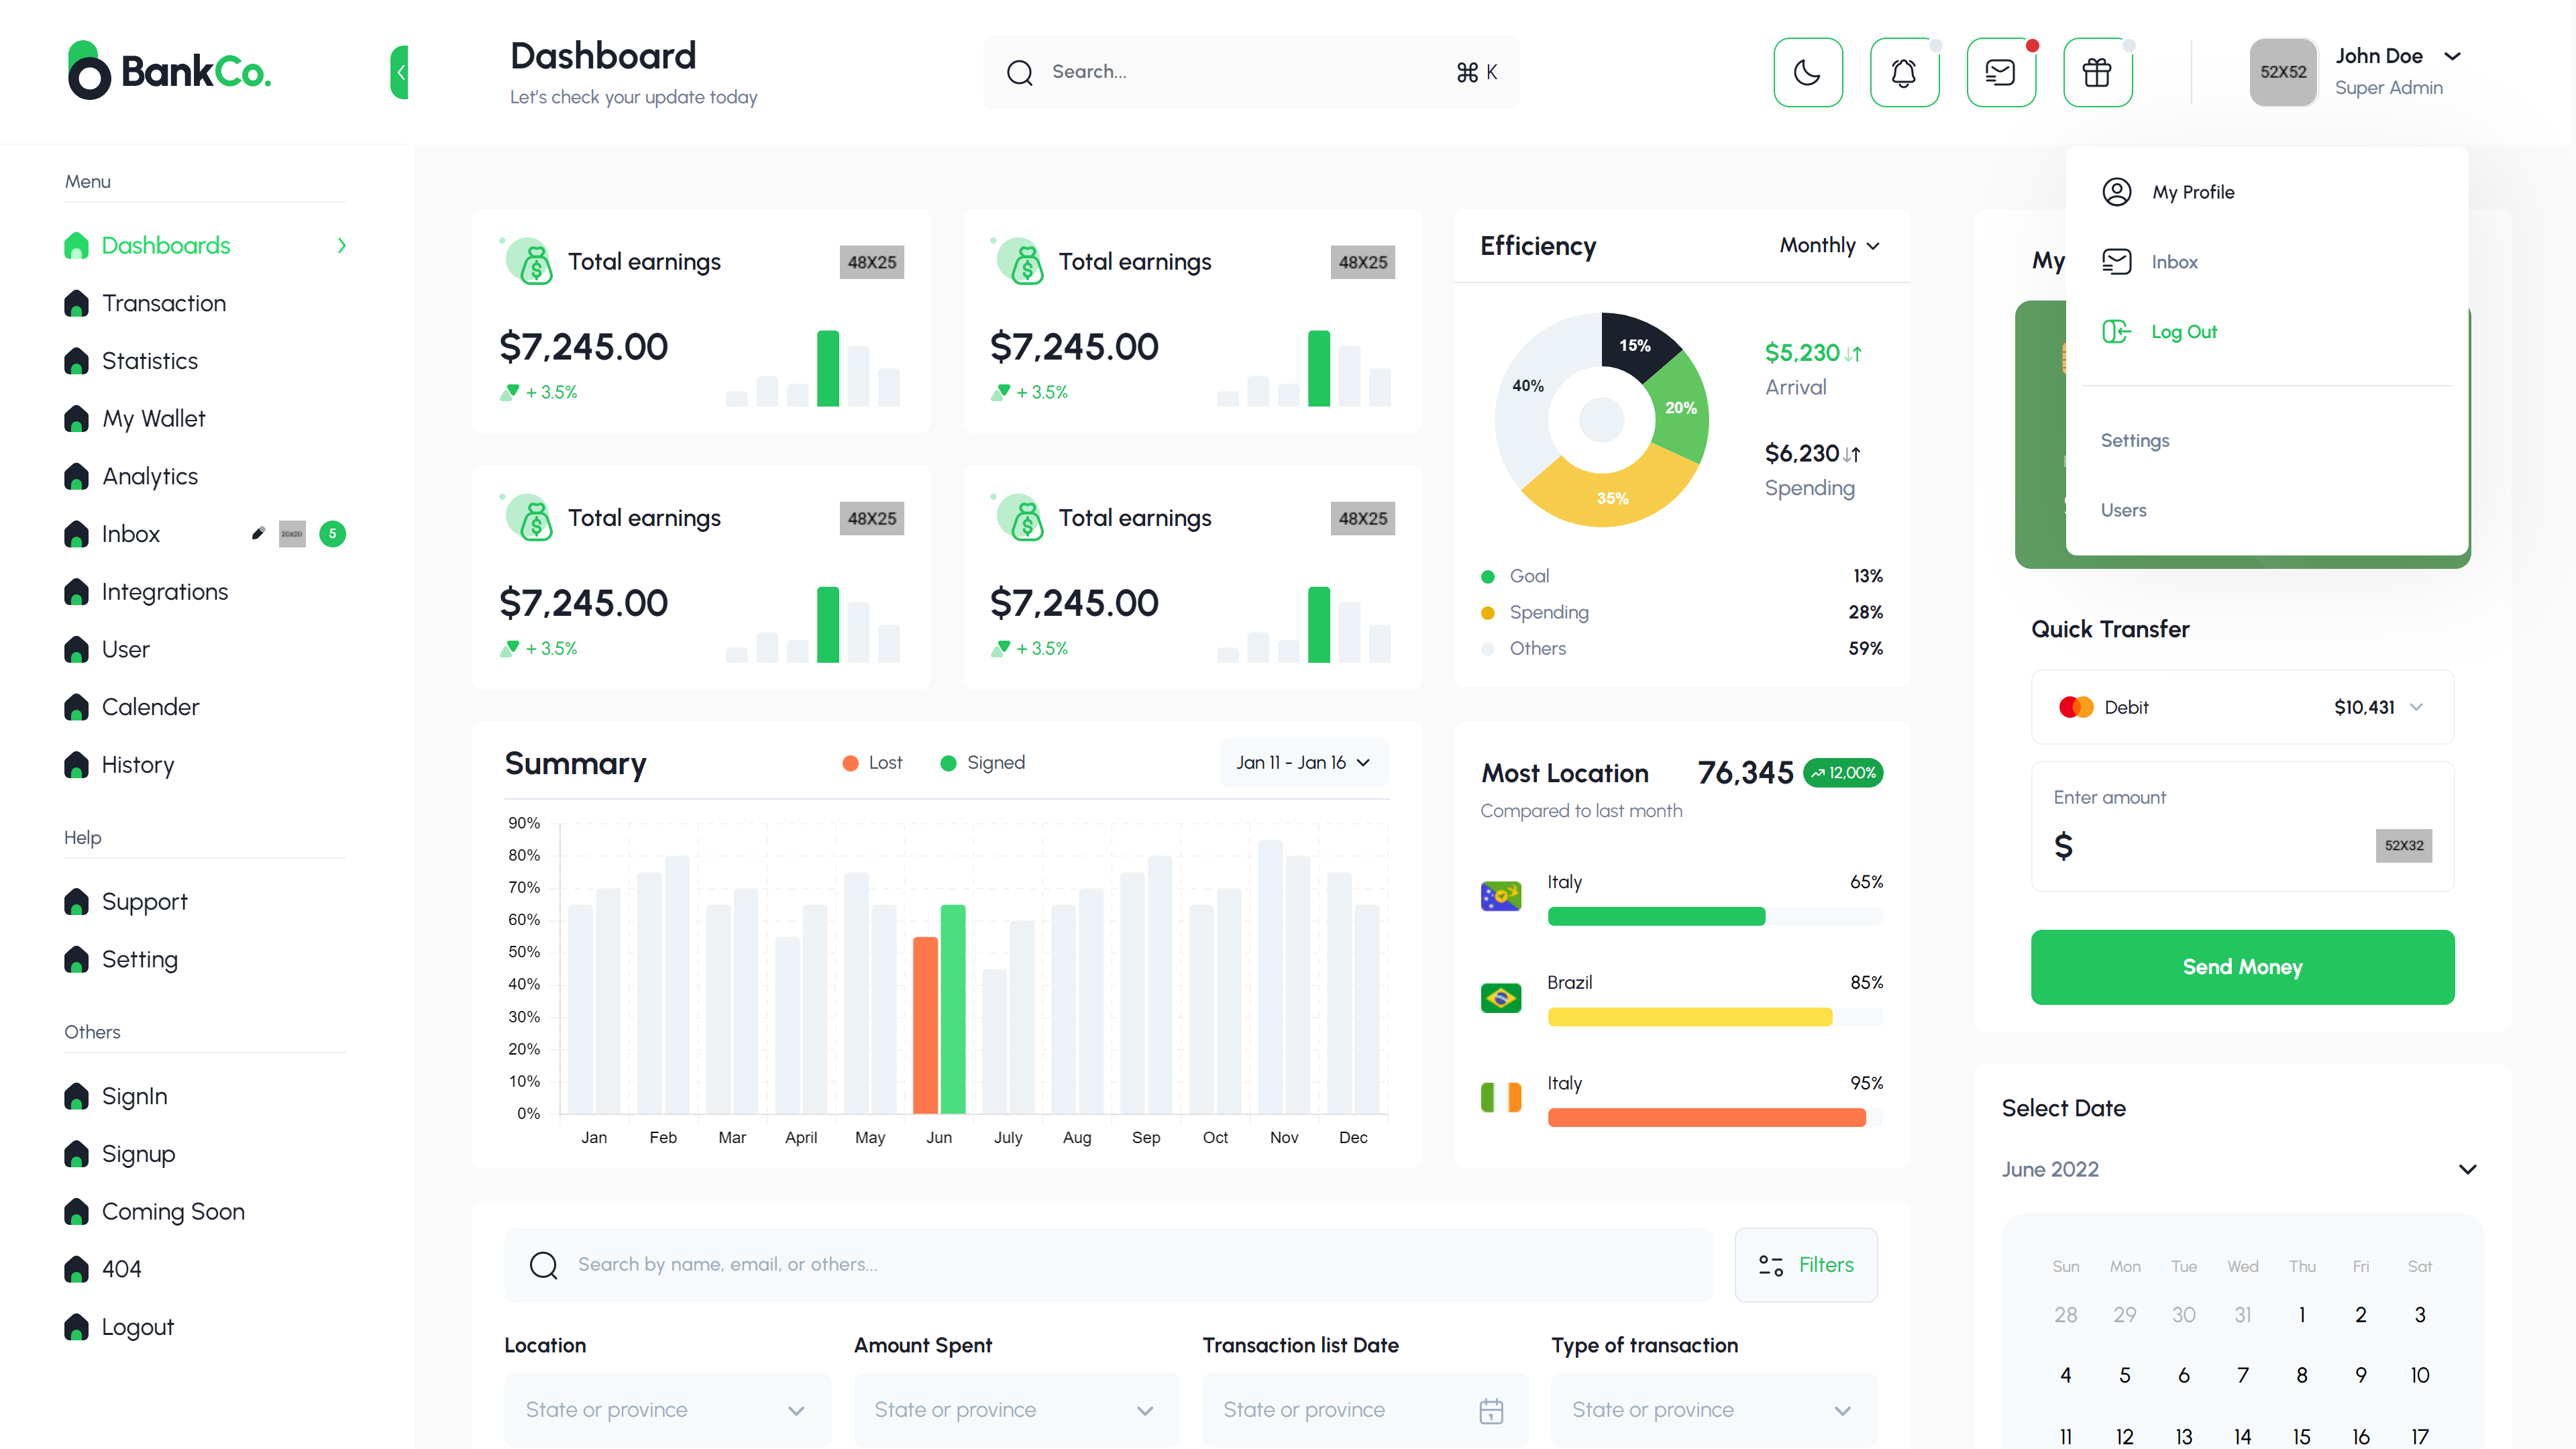 BankCo.
Dashboard
Let's check your update today
Search...
⌘ K
52X52
John Doe
Super Admin
Menu
Dashboards
Transaction
Statistics
My Wallet
Analytics
Inbox
20X20
5
Integrations
User
Calender
History
Help
Support
Setting
Others
SignIn
Signup
Coming Soon
404
Logout
Total earnings
48X25
$7,245.00
+ 3.5%
Total earnings
48X25
$7,245.00
+ 3.5%
Total earnings
48X25
$7,245.00
+ 3.5%
Total earnings
48X25
$7,245.00
+ 3.5%
Efficiency
Monthly
15%
20%
35%
40%
$5,230
Arrival
$6,230
Spending
Goal
13%
Spending
28%
Others
59%
My
My Profile
Inbox
Log Out
Settings
Users
Quick Transfer
Debit
$10,431
Enter amount
$
52X32
Send Money
Summary
Lost
Signed
Jan 11 - Jan 16
90%
80%
70%
60%
50%
40%
30%
20%
10%
0%
Jan Feb Mar April May Jun July Aug Sep Oct Nov Dec
Most Location
76,345
12,00%
Compared to last month
Italy
65%
Brazil
85%
Italy
95%
Select Date
June 2022
Sun Mon Tue Wed Thu Fri Sat
28 29 30 31 1 2 3
4 5 6 7 8 9 10
11 12 13 14 15 16 17
Search by name, email, or others...
Filters
Location
State or province
Amount Spent
State or province
Transaction list Date
State or province
Type of transaction
State or province